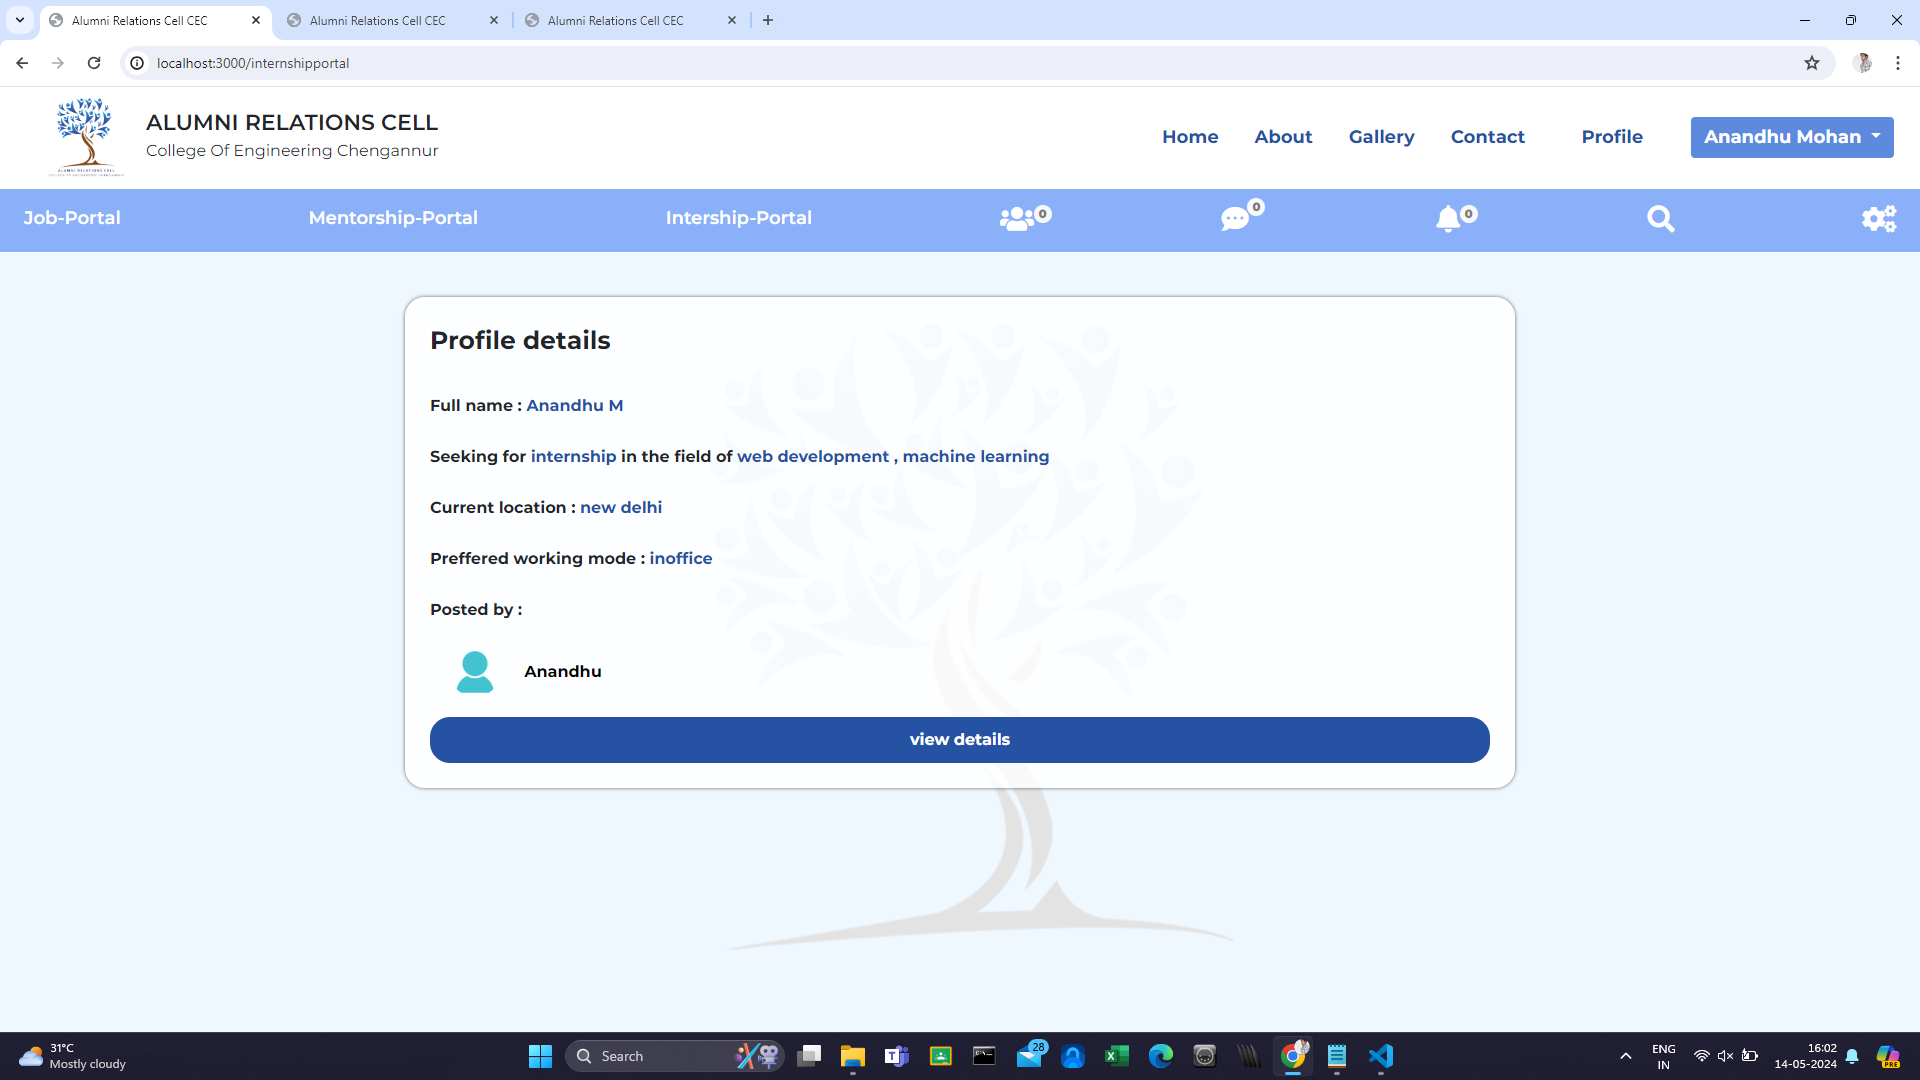 Alumni Relations Cell CEC
Alumni Relations Cell CEC
Alumni Relations Cell CEC
localhost:3000/internshipportal
ALUMNI RELATIONS CELL
College Of Engineering Chengannur
ALUMNI RELATIONS CELL
Home
About
Gallery
Contact
Profile
Anandhu Mohan
Job-Portal
Mentorship-Portal
Intership-Portal
0
0
0
Profile details
Full name : Anandhu M
Seeking for internship in the field of web development , machine learning
Current location : new delhi
Preffered working mode : inoffice
Posted by :
Anandhu
view details
31°C
Mostly cloudy
Search
28
ENG
IN
16:02
14-05-2024
PRE